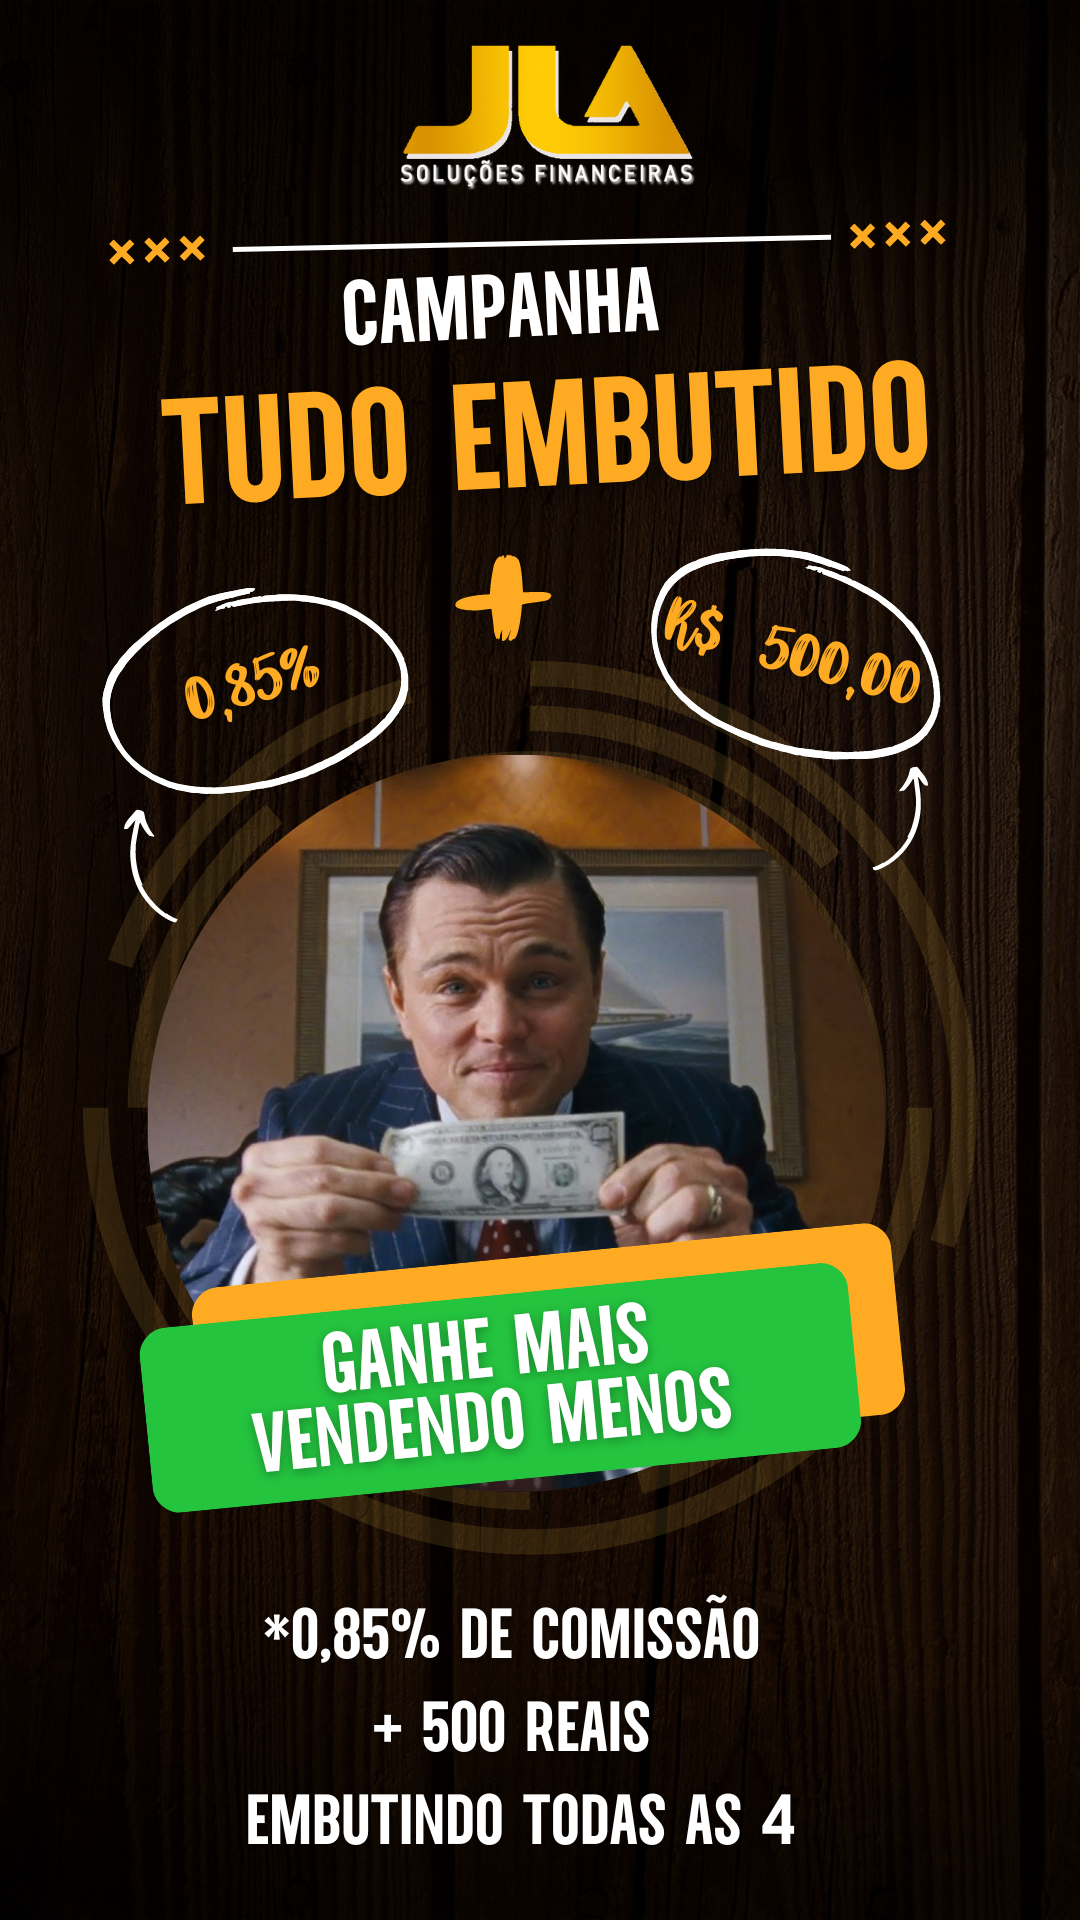 JLA
SOLUÇÕES FINANCEIRAS
××× ×××
CAMPANHA
TUDO EMBUTIDO
+
0,85%
R$ 500,00
GANHE MAIS
VENDENDO MENOS
*0,85% DE COMISSÃO
+ 500 REAIS
EMBUTINDO TODAS AS 4